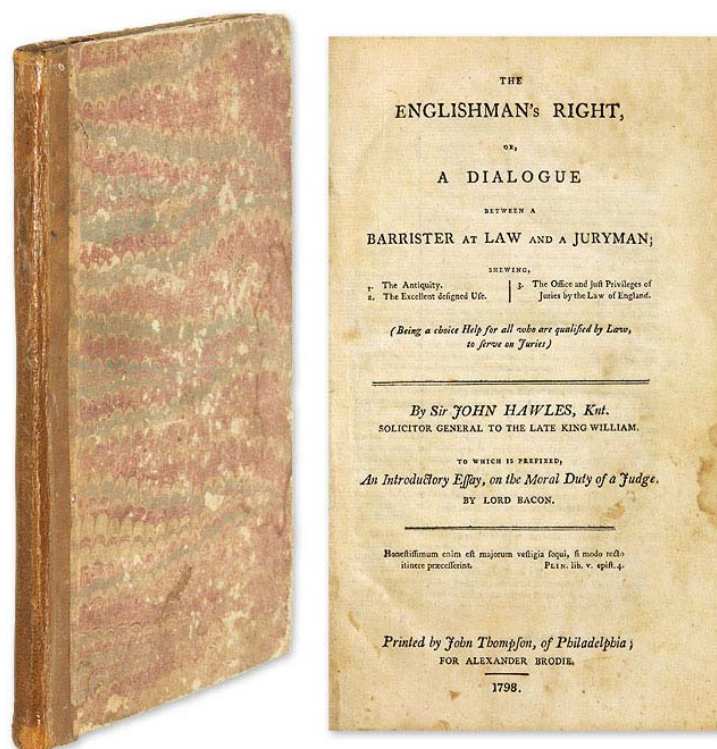 THE
ENGLISHMAN's RIGHT,
OR,
A DIALOGUE
BETWEEN A
BARRISTER AT LAW AND A JURYMAN;
SHEWING,
1. The Antiquity.
2. The Excellent deſigned Uſe.
3. The Office and Juſt Privileges of
Juries by the Law of England.
(Being a choice Help for all who are qualified by Law,
to ſerve on Juries)
By Sir JOHN HAWLES, Knt.
SOLICITOR GENERAL TO THE LATE KING WILLIAM.
TO WHICH IS PREFIXED,
An Introductory Eſſay, on the Moral Duty of a Judge.
BY LORD BACON.
Honeſtiſſimum enim eſt majorum veſtigia ſequi, ſi modo recto
itinere præceſſerint. PLIN. lib. v. epiſt. 4.
Printed by John Thompſon, of Philadelphia;
FOR ALEXANDER BRODIE.
1798.